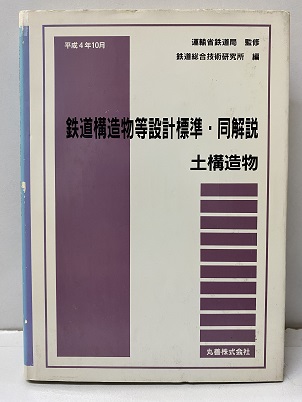 平成4年10月
運輸省鉄道局 監修
鉄道総合技術研究所 編
鉄道構造物等設計標準・同解説
土構造物
丸善株式会社